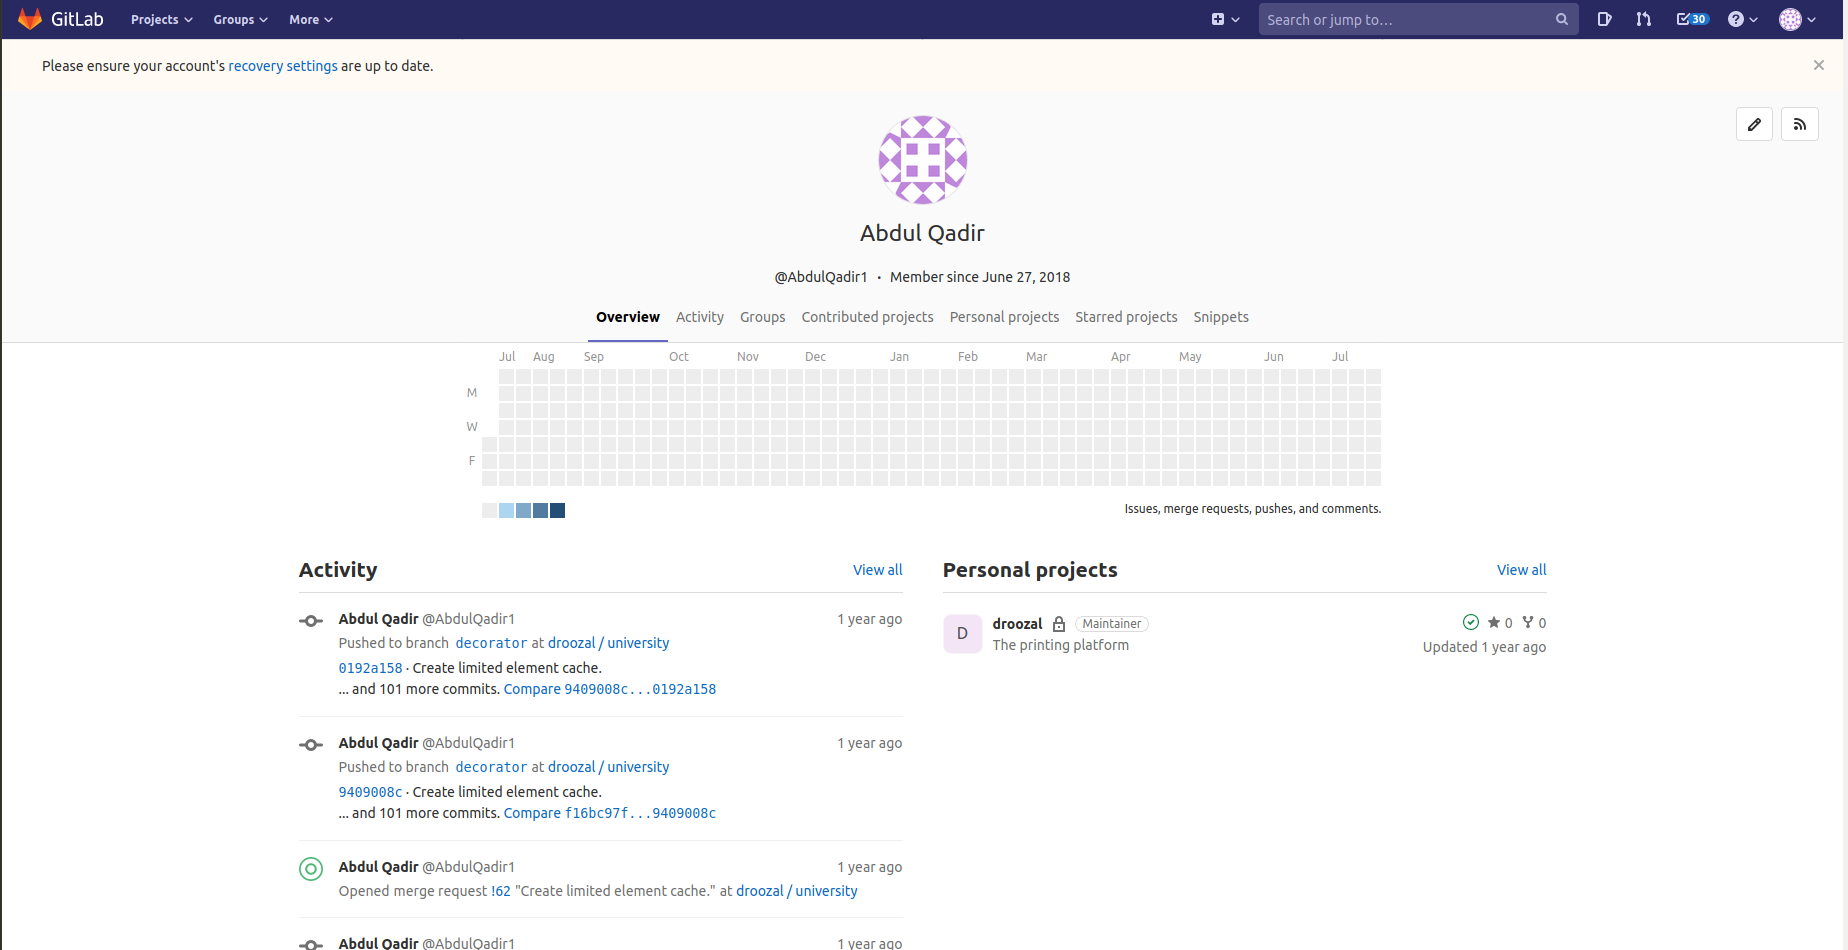 GitLab Projects Groups More Search or jump to... 30
Please ensure your account's recovery settings are up to date.
Abdul Qadir
@AbdulQadir1 · Member since June 27, 2018
Overview Activity Groups Contributed projects Personal projects Starred projects Snippets
Jul Aug Sep Oct Nov Dec Jan Feb Mar Apr May Jun Jul
M
W
F
Issues, merge requests, pushes, and comments.
Activity View all
Abdul Qadir @AbdulQadir1 1 year ago
Pushed to branch decorator at droozal / university
0192a158 · Create limited element cache.
... and 101 more commits. Compare 9409008c...0192a158
Abdul Qadir @AbdulQadir1 1 year ago
Pushed to branch decorator at droozal / university
9409008c · Create limited element cache.
... and 101 more commits. Compare f16bc97f...9409008c
Abdul Qadir @AbdulQadir1 1 year ago
Opened merge request !62 "Create limited element cache." at droozal / university
Abdul Qadir @AbdulQadir1 1 year ago
Personal projects View all
D
droozal Maintainer 0 0
The printing platform Updated 1 year ago